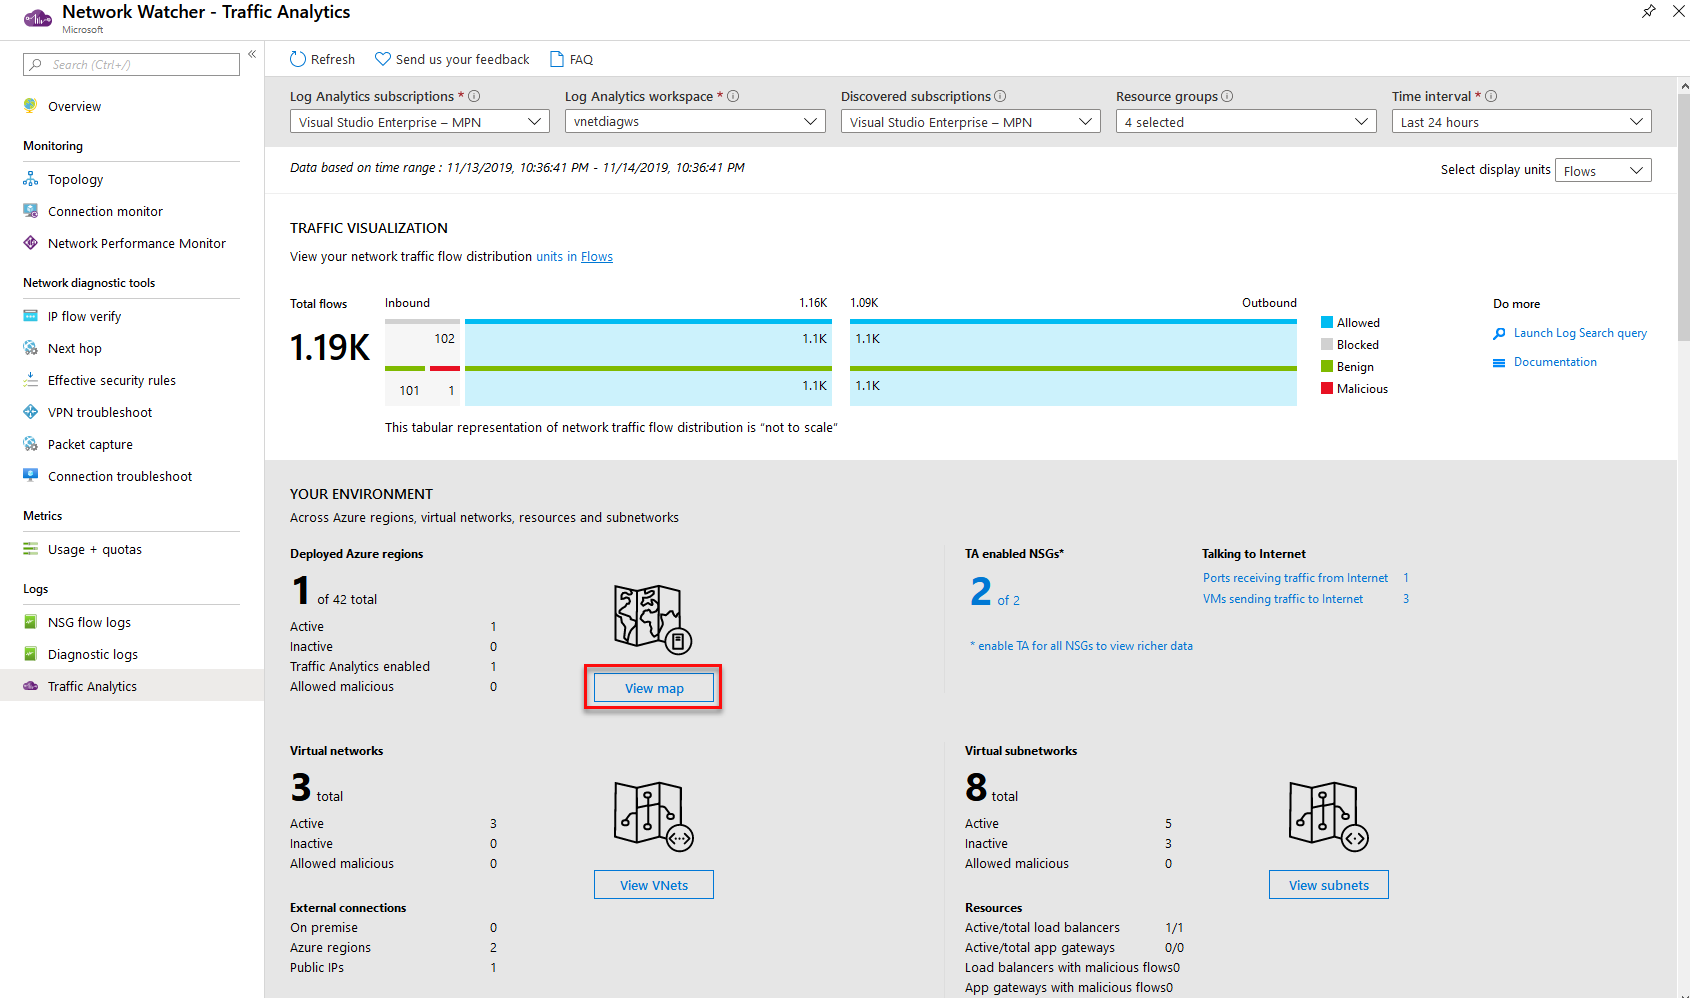 Network Watcher - Traffic Analytics
Microsoft
Search (Ctrl+/)
Overview
Monitoring
Topology
Connection monitor
Network Performance Monitor
Network diagnostic tools
IP flow verify
Next hop
Effective security rules
VPN troubleshoot
Packet capture
Connection troubleshoot
Metrics
Usage + quotas
Logs
NSG flow logs
Diagnostic logs
Traffic Analytics
Refresh
Send us your feedback
FAQ
Log Analytics subscriptions *
Visual Studio Enterprise – MPN
Log Analytics workspace *
vnetdiagws
Discovered subscriptions
Visual Studio Enterprise – MPN
Resource groups
4 selected
Time interval *
Last 24 hours
Data based on time range : 11/13/2019, 10:36:41 PM - 11/14/2019, 10:36:41 PM
Select display units Flows
TRAFFIC VISUALIZATION
View your network traffic flow distribution units in Flows
Total flows
1.19K
Inbound 1.16K 1.09K Outbound
102 1.1K 1.1K
101 1 1.1K 1.1K
This tabular representation of network traffic flow distribution is “not to scale”
Allowed
Blocked
Benign
Malicious
Do more
Launch Log Search query
Documentation
YOUR ENVIRONMENT
Across Azure regions, virtual networks, resources and subnetworks
Deployed Azure regions
1 of 42 total
Active 1
Inactive 0
Traffic Analytics enabled 1
Allowed malicious 0
View map
TA enabled NSGs*
2 of 2
* enable TA for all NSGs to view richer data
Talking to Internet
Ports receiving traffic from Internet 1
VMs sending traffic to Internet 3
Virtual networks
3 total
Active 3
Inactive 0
Allowed malicious 0
View VNets
External connections
On premise 0
Azure regions 2
Public IPs 1
Virtual subnetworks
8 total
Active 5
Inactive 3
Allowed malicious 0
View subnets
Resources
Active/total load balancers 1/1
Active/total app gateways 0/0
Load balancers with malicious flows0
App gateways with malicious flows0